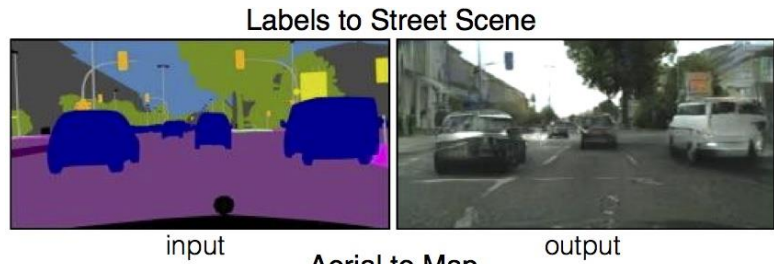 Labels to Street Scene
input
output
Aerial to Map